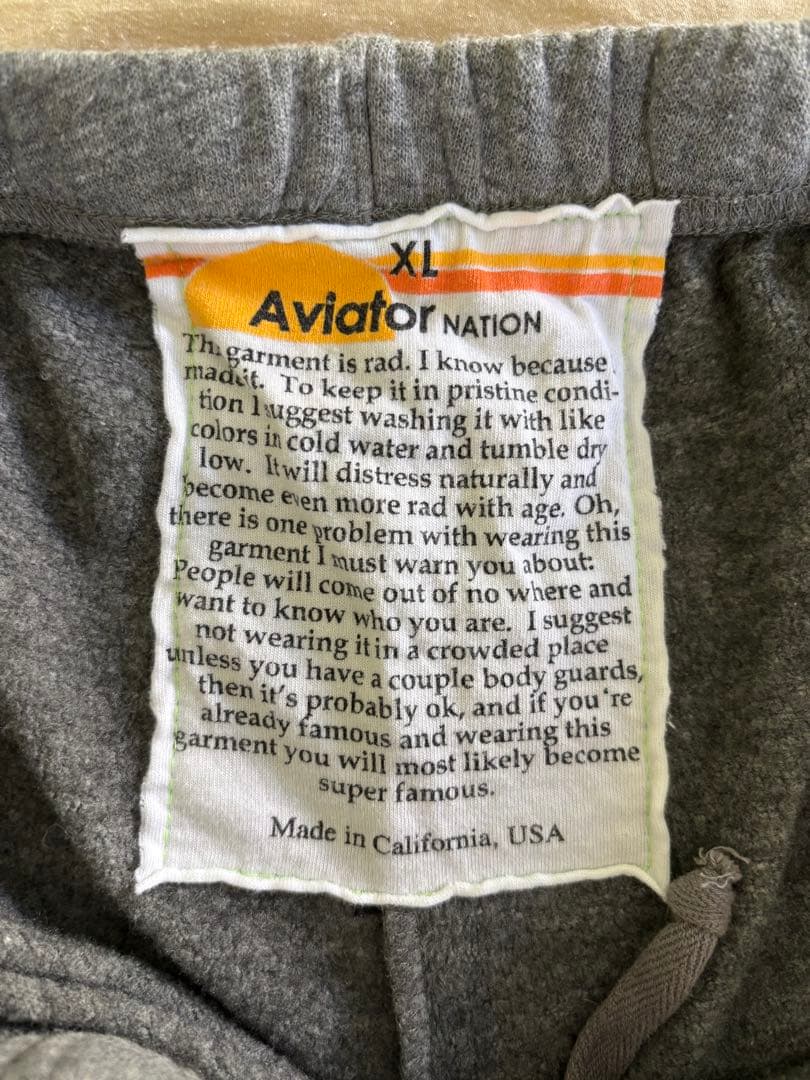 XL
Aviator NATION
This garment is rad. I know because
made it. To keep it in pristine condi-
tion I suggest washing it with like
colors in cold water and tumble dry
low. It will distress naturally and
become even more rad with age. Oh,
there is one problem with wearing this
garment I must warn you about:
People will come out of no where and
want to know who you are. I suggest
not wearing it in a crowded place
unless you have a couple body guards,
then it's probably ok, and if you're
already famous and wearing this
garment you will most likely become
super famous.
Made in California, USA